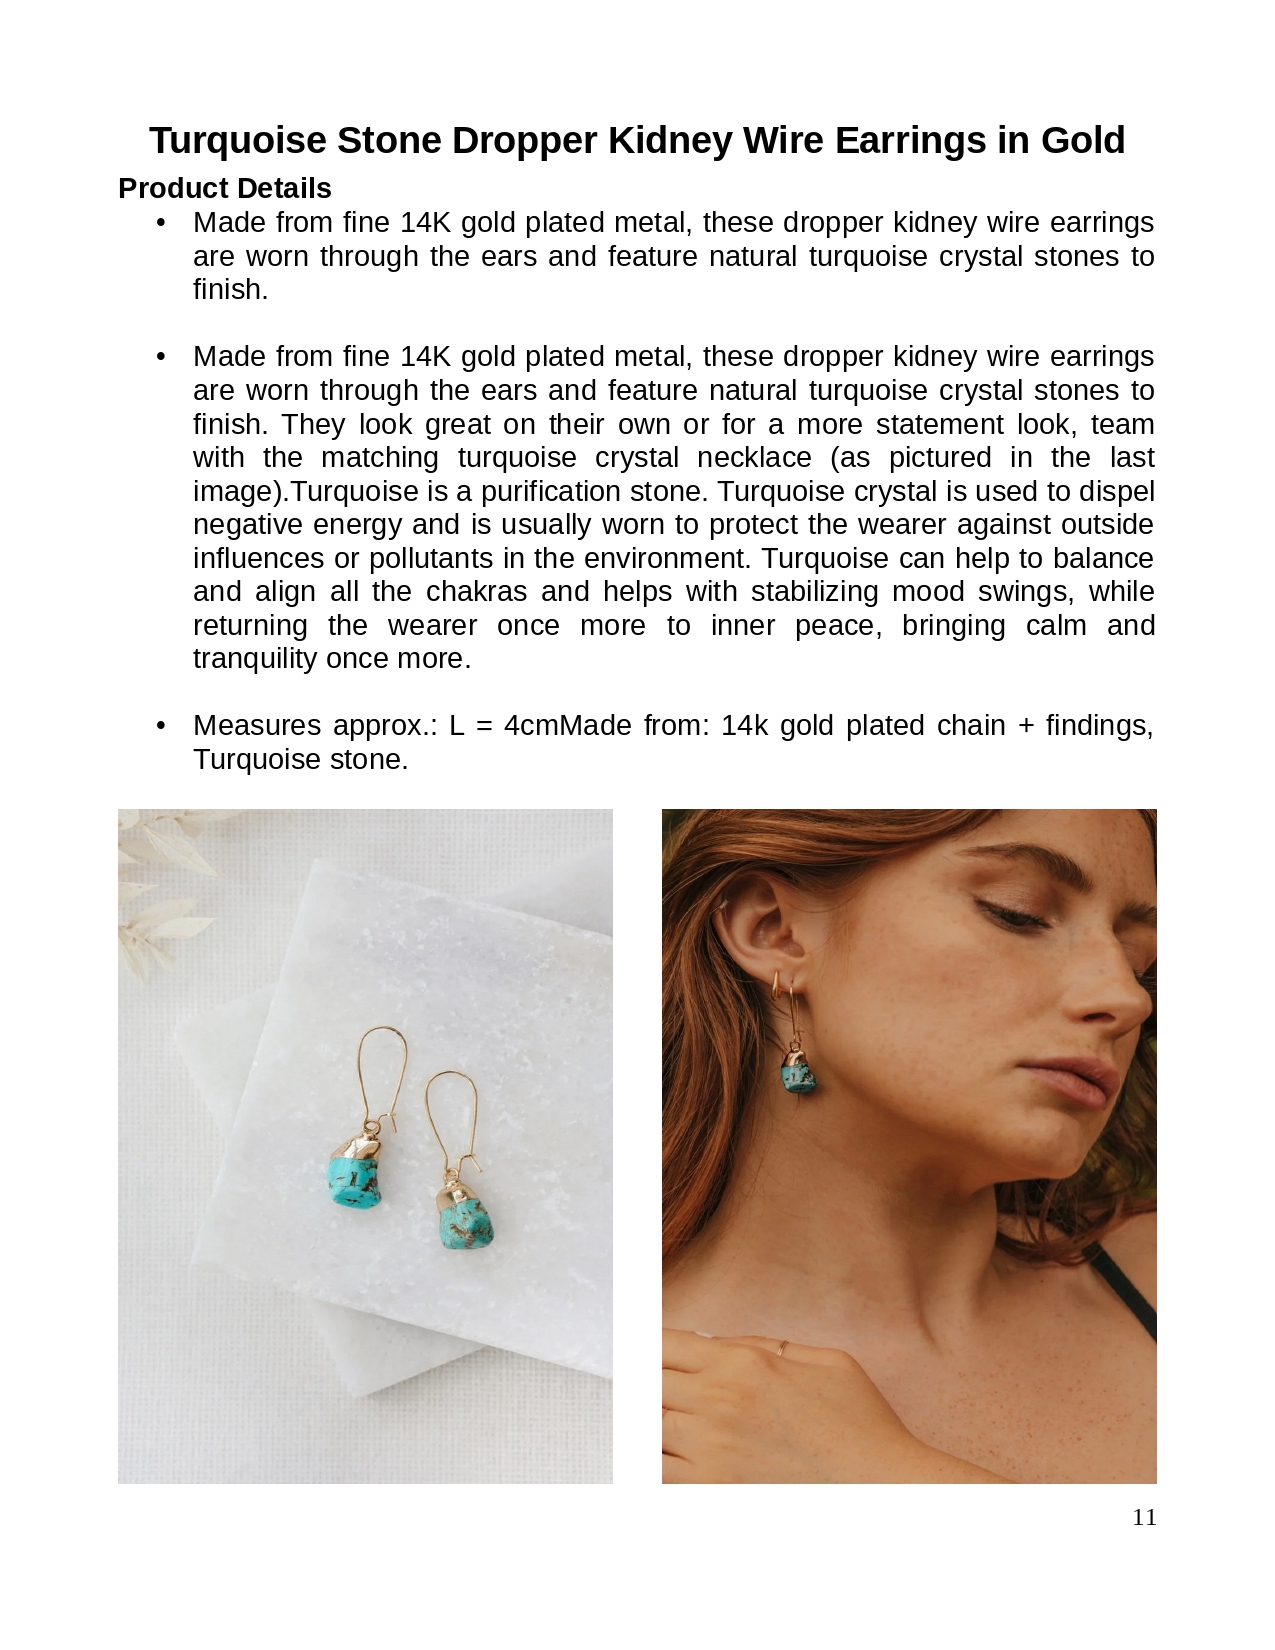 Turquoise Stone Dropper Kidney Wire Earrings in Gold
Product Details
• Made from fine 14K gold plated metal, these dropper kidney wire earrings
are worn through the ears and feature natural turquoise crystal stones to
finish.
• Made from fine 14K gold plated metal, these dropper kidney wire earrings
are worn through the ears and feature natural turquoise crystal stones to
finish. They look great on their own or for a more statement look, team
with the matching turquoise crystal necklace (as pictured in the last
image).Turquoise is a purification stone. Turquoise crystal is used to dispel
negative energy and is usually worn to protect the wearer against outside
influences or pollutants in the environment. Turquoise can help to balance
and align all the chakras and helps with stabilizing mood swings, while
returning the wearer once more to inner peace, bringing calm and
tranquility once more.
• Measures approx.: L = 4cmMade from: 14k gold plated chain + findings,
Turquoise stone.
11